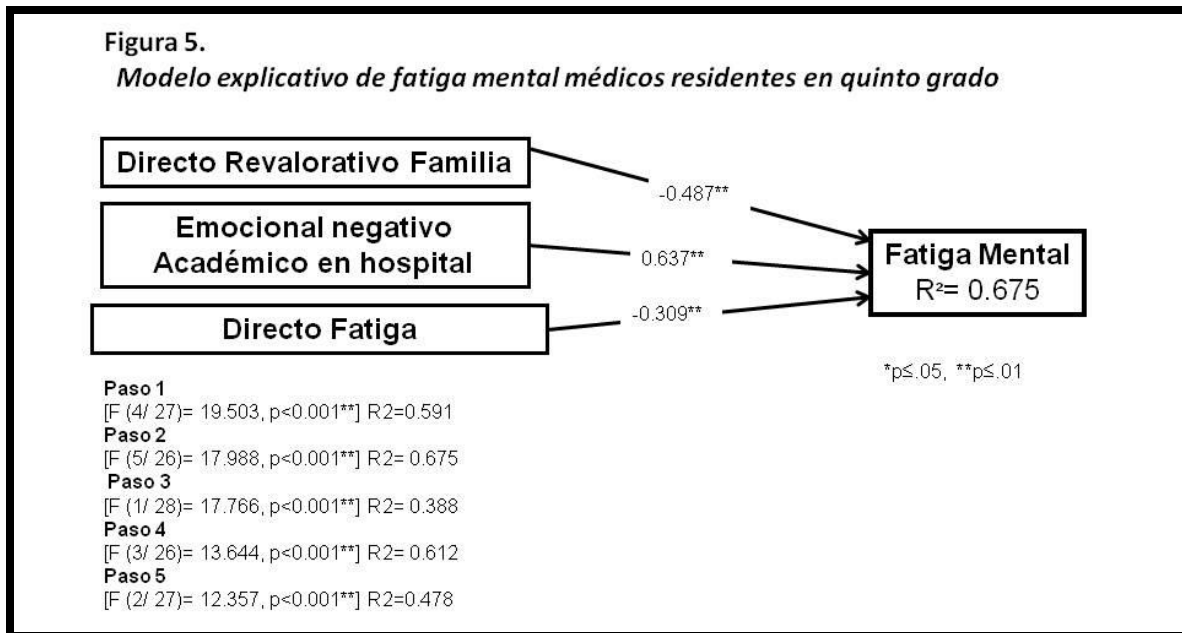 Figura 5.
Modelo explicativo de fatiga mental médicos residentes en quinto grado
Directo Revalorativo Familia
-0.487**
Emocional negativo
Académico en hospital
0.637**
Fatiga Mental
R²= 0.675
Directo Fatiga
-0.309**
*p≤.05, **p≤.01
Paso 1
[F (4/ 27)= 19.503, p<0.001**] R2=0.591
Paso 2
[F (5/ 26)= 17.988, p<0.001**] R2= 0.675
Paso 3
[F (1/ 28)= 17.766, p<0.001**] R2= 0.388
Paso 4
[F (3/ 26)= 13.644, p<0.001**] R2= 0.612
Paso 5
[F (2/ 27)= 12.357, p<0.001**] R2=0.478